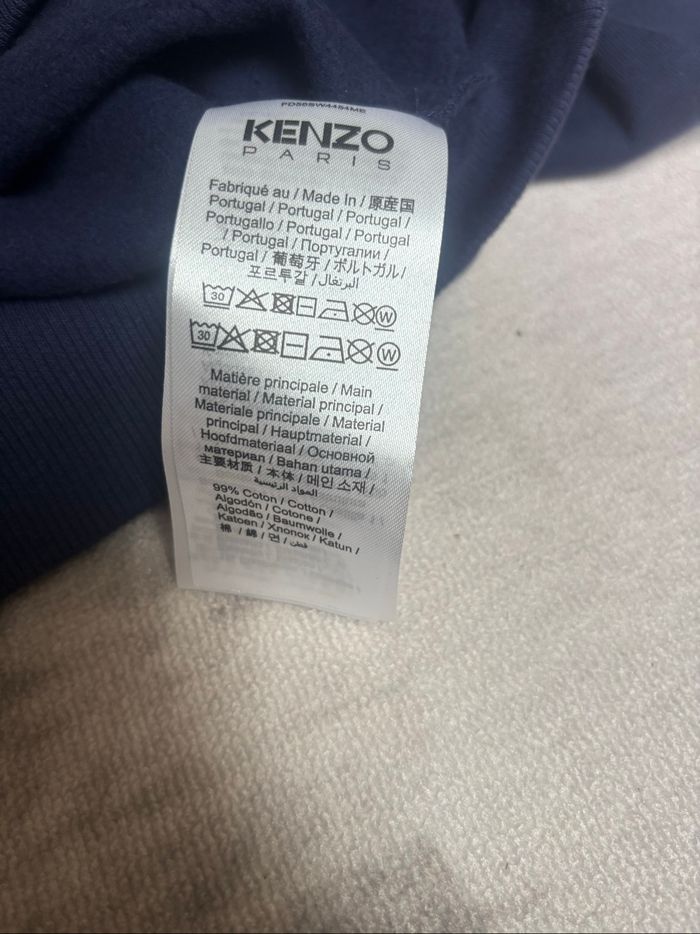 KENZO
PARIS
Fabriqué au / Made In / 原産国
Portugal / Portugal / Portugal /
Portugallo / Portugal / Portugal
/ Portugal / Португалии /
Portugal / 葡萄牙 / ポルトガル /
포르투갈 / البرتغال /
30 W
30 W
Matière principale / Main
material / Material principal /
Materiale principale / Material
principal / Hauptmaterial /
Hoofdmateriaal / Основной
материал / Bahan utama /
主要材质 / 本体 / 메인 소재 /
المواد الرئيسية
99% Coton / Cotton /
Algodón / Cotone /
Algodão / Baumwolle /
Katoen / Хлопок / Katun /
棉 / 綿 / 면 / قطن